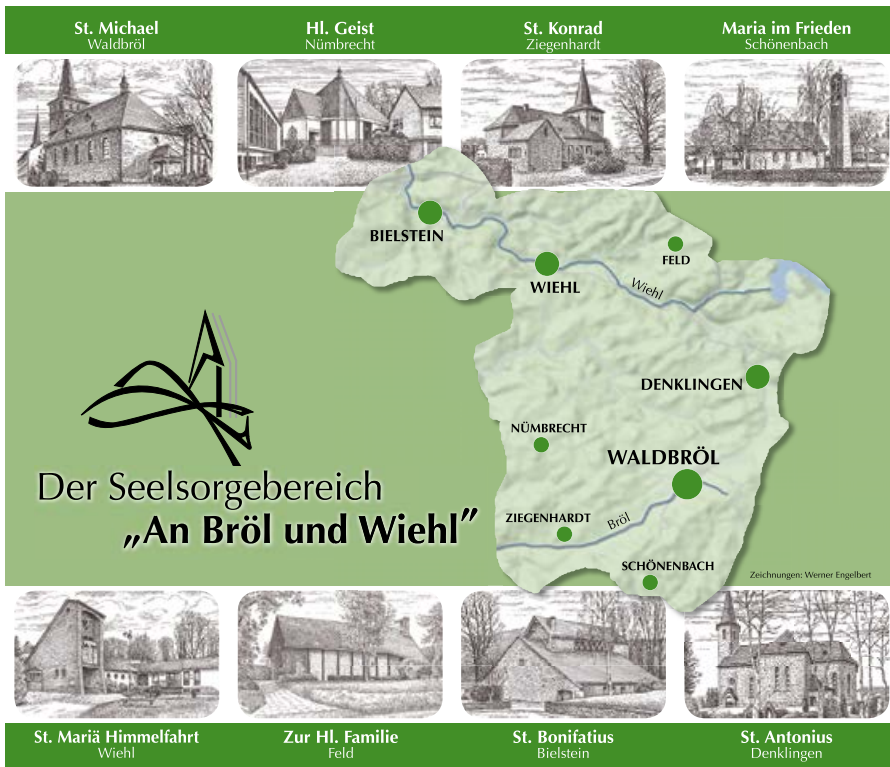 St. Michael
Waldbröl
Hl. Geist
Nümbrecht
St. Konrad
Ziegenhardt
Maria im Frieden
Schönenbach
BIELSTEIN
WIEHL
FELD
Wiehl
DENKLINGEN
NÜMBRECHT
WALDBRÖL
ZIEGENHARDT
Bröl
SCHÖNENBACH
Der Seelsorgebereich
„An Bröl und Wiehl”
Zeichnungen: Werner Engelbert
St. Mariä Himmelfahrt
Wiehl
Zur Hl. Familie
Feld
St. Bonifatius
Bielstein
St. Antonius
Denklingen